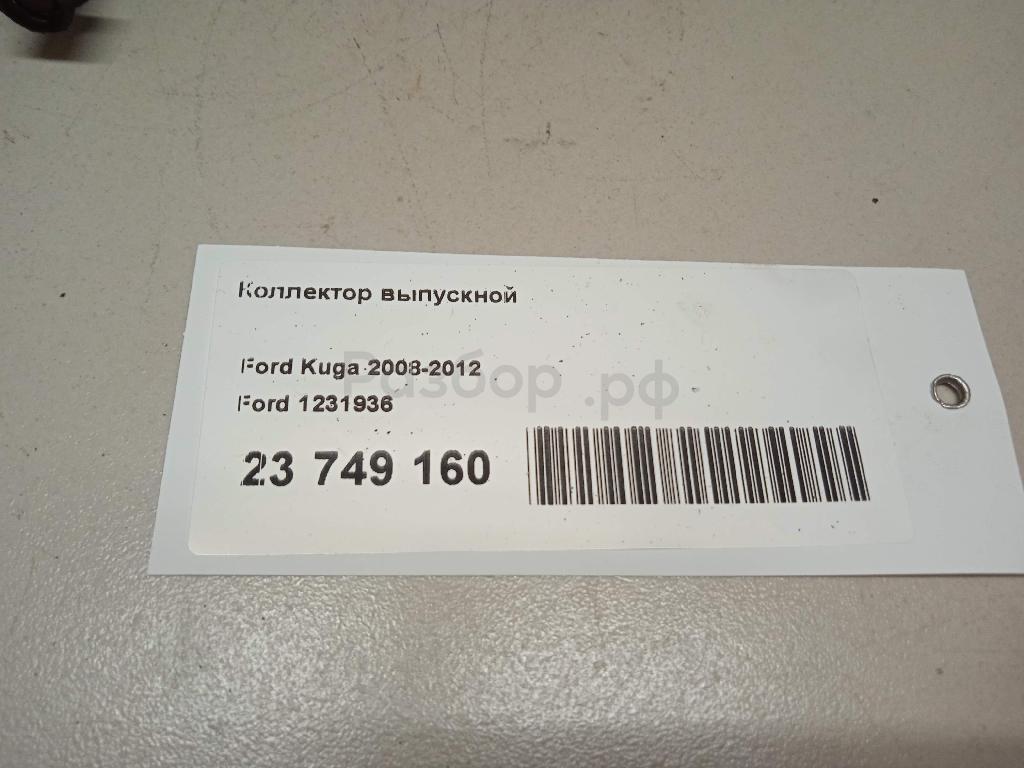 Коллектор выпускной
Ford Kuga 2008-2012
Разбор.рф
Ford 1231936
23 749 160